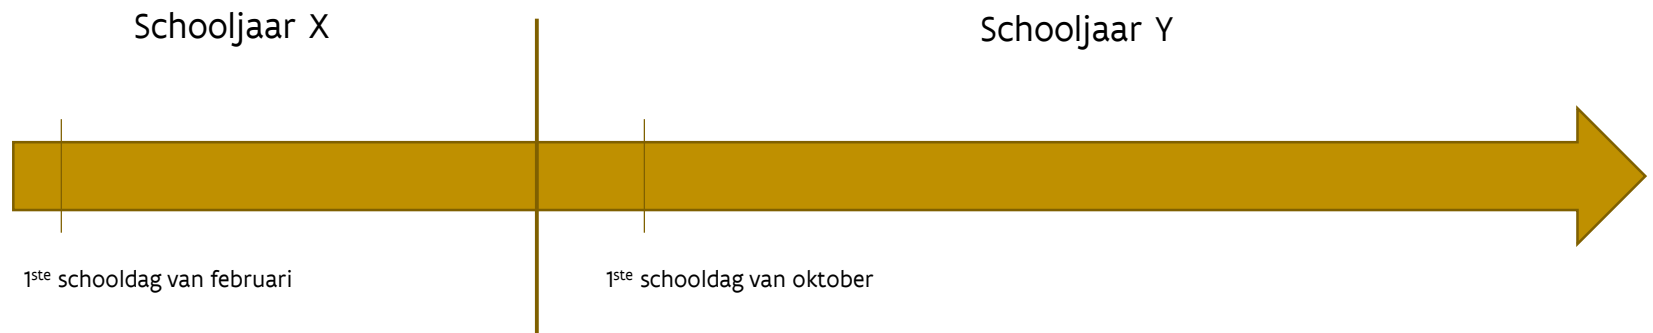 Schooljaar X
Schooljaar Y
1ste schooldag van februari
1ste schooldag van oktober